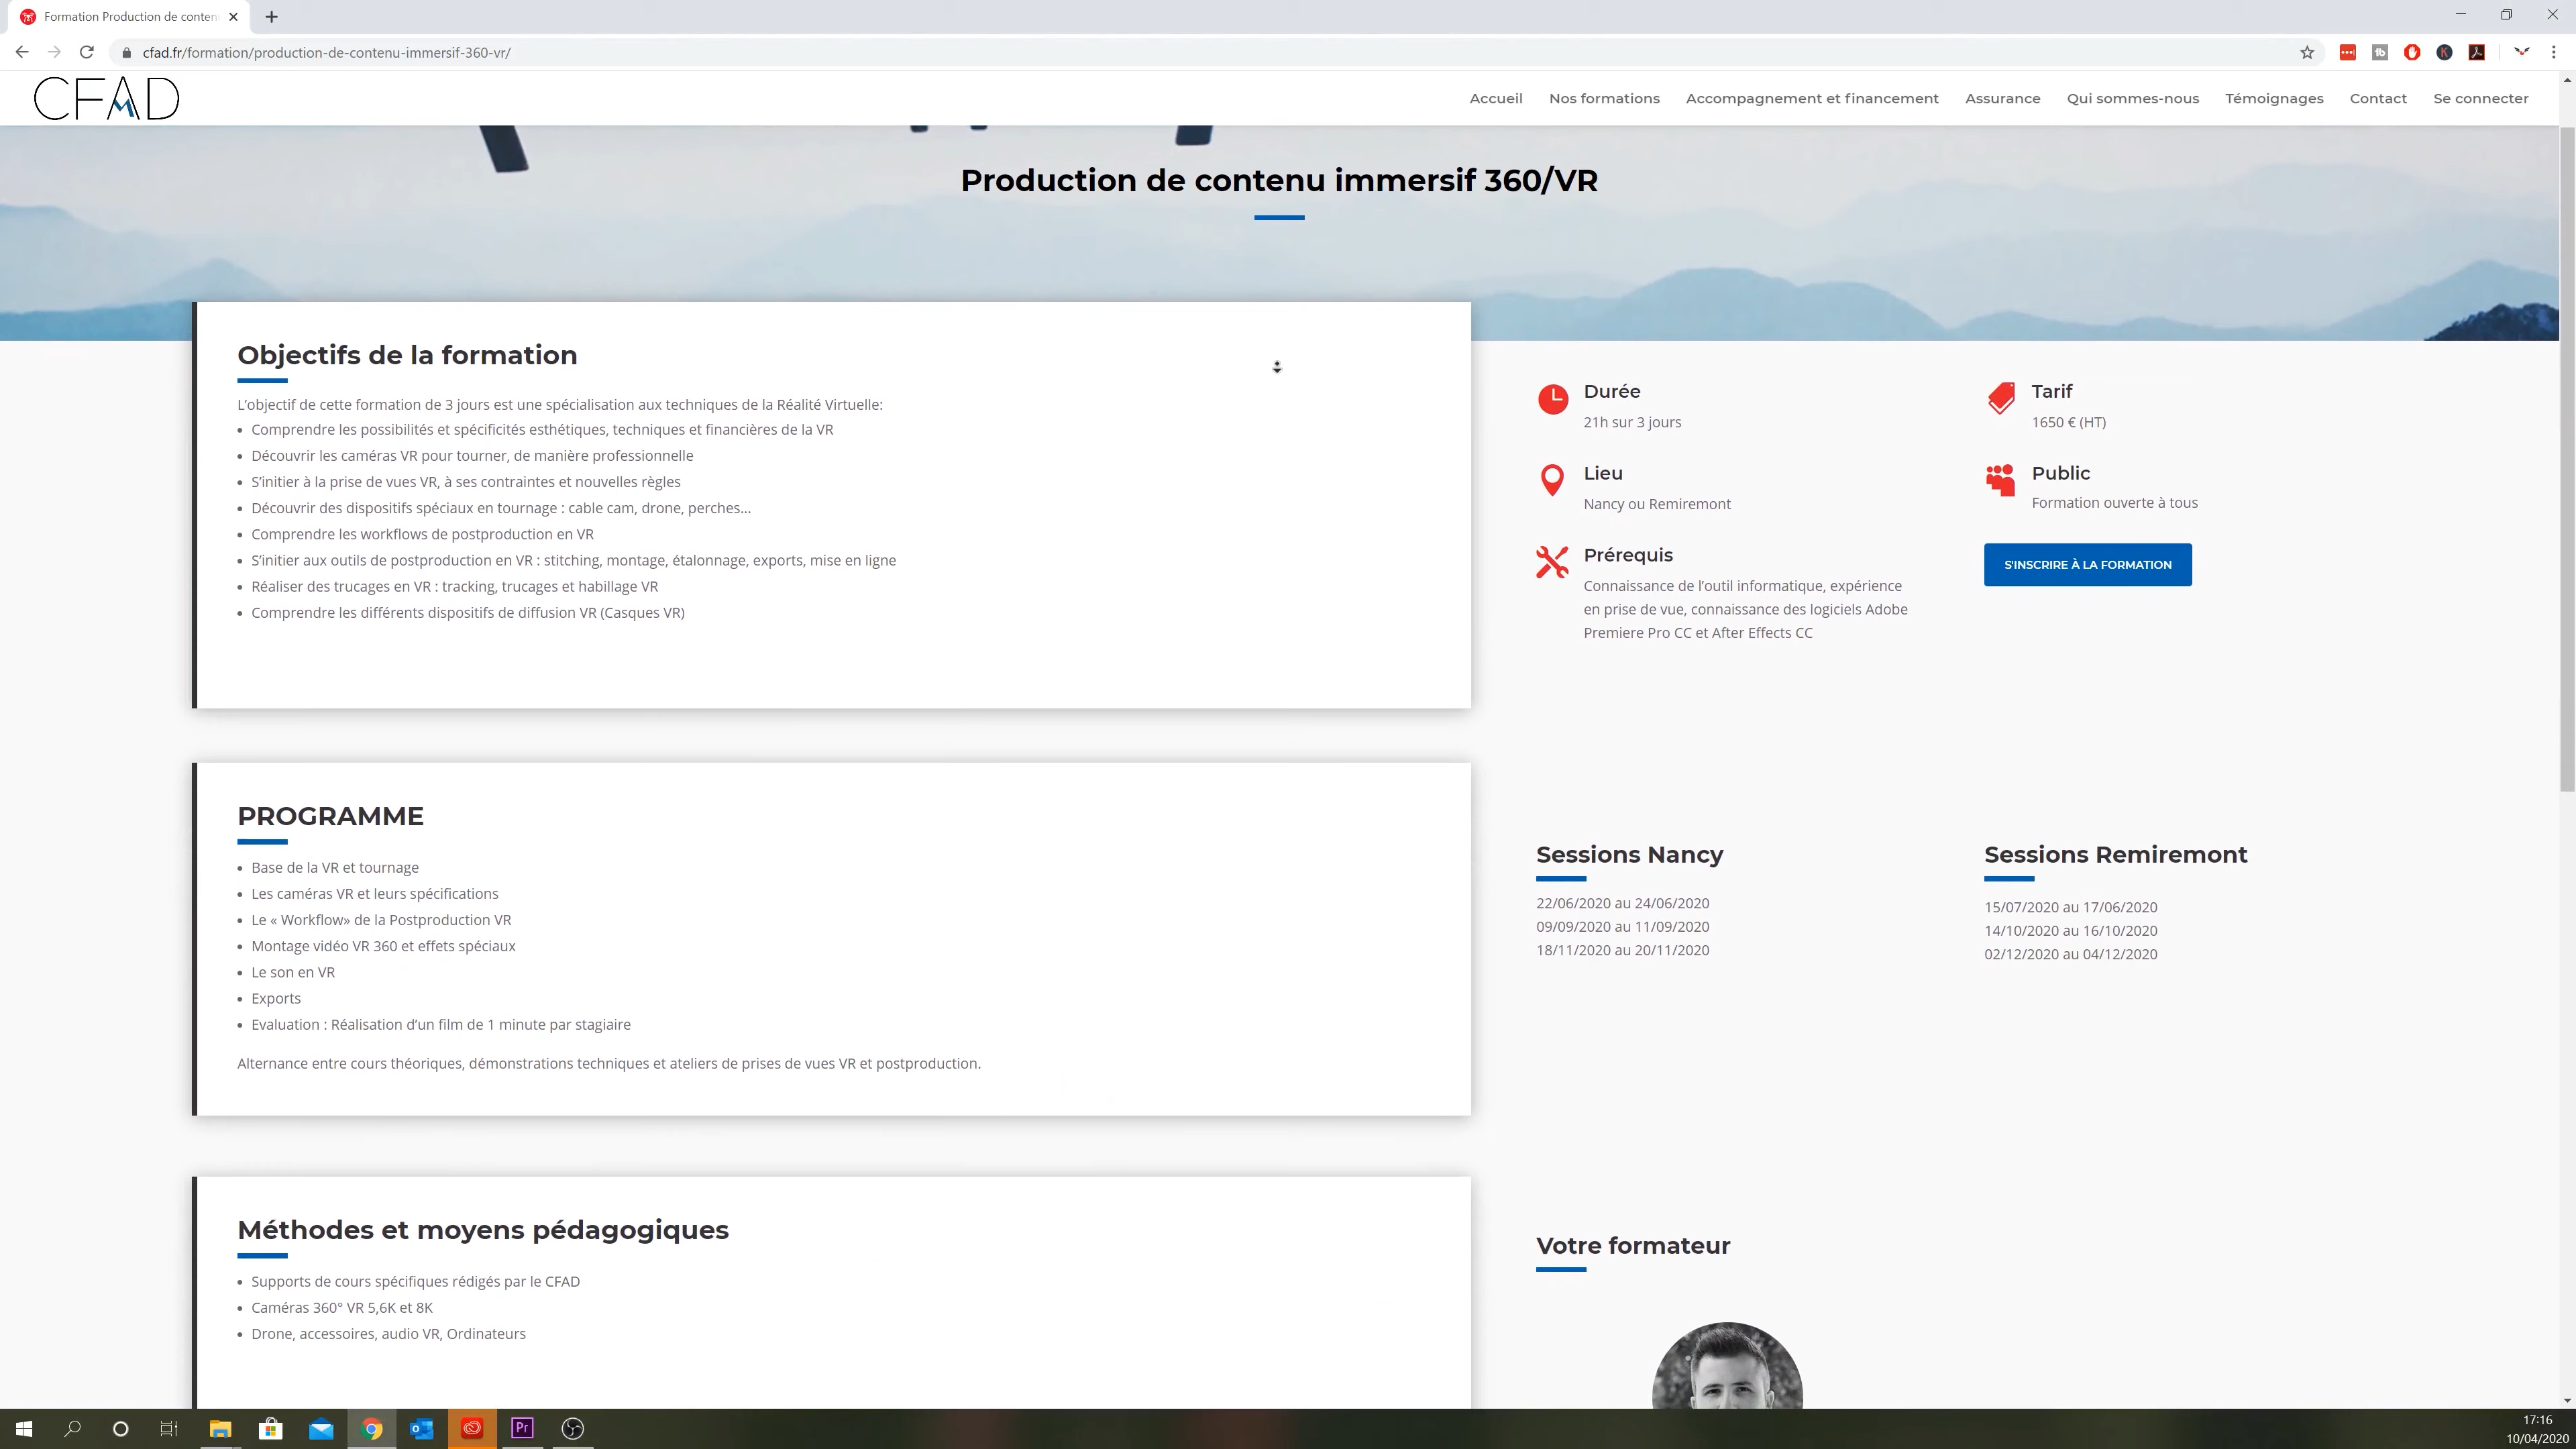 Formation Production de conten
cfad.fr/formation/production-de-contenu-immersif-360-vr/
CFAD
Accueil Nos formations Accompagnement et financement Assurance Qui sommes-nous Témoignages Contact Se connecter
Production de contenu immersif 360/VR
Objectifs de la formation
L'objectif de cette formation de 3 jours est une spécialisation aux techniques de la Réalité Virtuelle:
• Comprendre les possibilités et spécificités esthétiques, techniques et financières de la VR
• Découvrir les caméras VR pour tourner, de manière professionnelle
• S'initier à la prise de vues VR, à ses contraintes et nouvelles règles
• Découvrir des dispositifs spéciaux en tournage : cable cam, drone, perches…
• Comprendre les workflows de postproduction en VR
• S'initier aux outils de postproduction en VR : stitching, montage, étalonnage, exports, mise en ligne
• Réaliser des trucages en VR : tracking, trucages et habillage VR
• Comprendre les différents dispositifs de diffusion VR (Casques VR)
Durée
21h sur 3 jours
Tarif
1650 € (HT)
Lieu
Nancy ou Remiremont
Public
Formation ouverte à tous
Prérequis
Connaissance de l'outil informatique, expérience
en prise de vue, connaissance des logiciels Adobe
Premiere Pro CC et After Effects CC
S'INSCRIRE À LA FORMATION
PROGRAMME
• Base de la VR et tournage
• Les caméras VR et leurs spécifications
• Le « Workflow» de la Postproduction VR
• Montage vidéo VR 360 et effets spéciaux
• Le son en VR
• Exports
• Evaluation : Réalisation d'un film de 1 minute par stagiaire
Alternance entre cours théoriques, démonstrations techniques et ateliers de prises de vues VR et postproduction.
Sessions Nancy
22/06/2020 au 24/06/2020
09/09/2020 au 11/09/2020
18/11/2020 au 20/11/2020
Sessions Remiremont
15/07/2020 au 17/06/2020
14/10/2020 au 16/10/2020
02/12/2020 au 04/12/2020
Méthodes et moyens pédagogiques
• Supports de cours spécifiques rédigés par le CFAD
• Caméras 360° VR 5,6K et 8K
• Drone, accessoires, audio VR, Ordinateurs
Votre formateur
Pr
17:16
10/04/2020